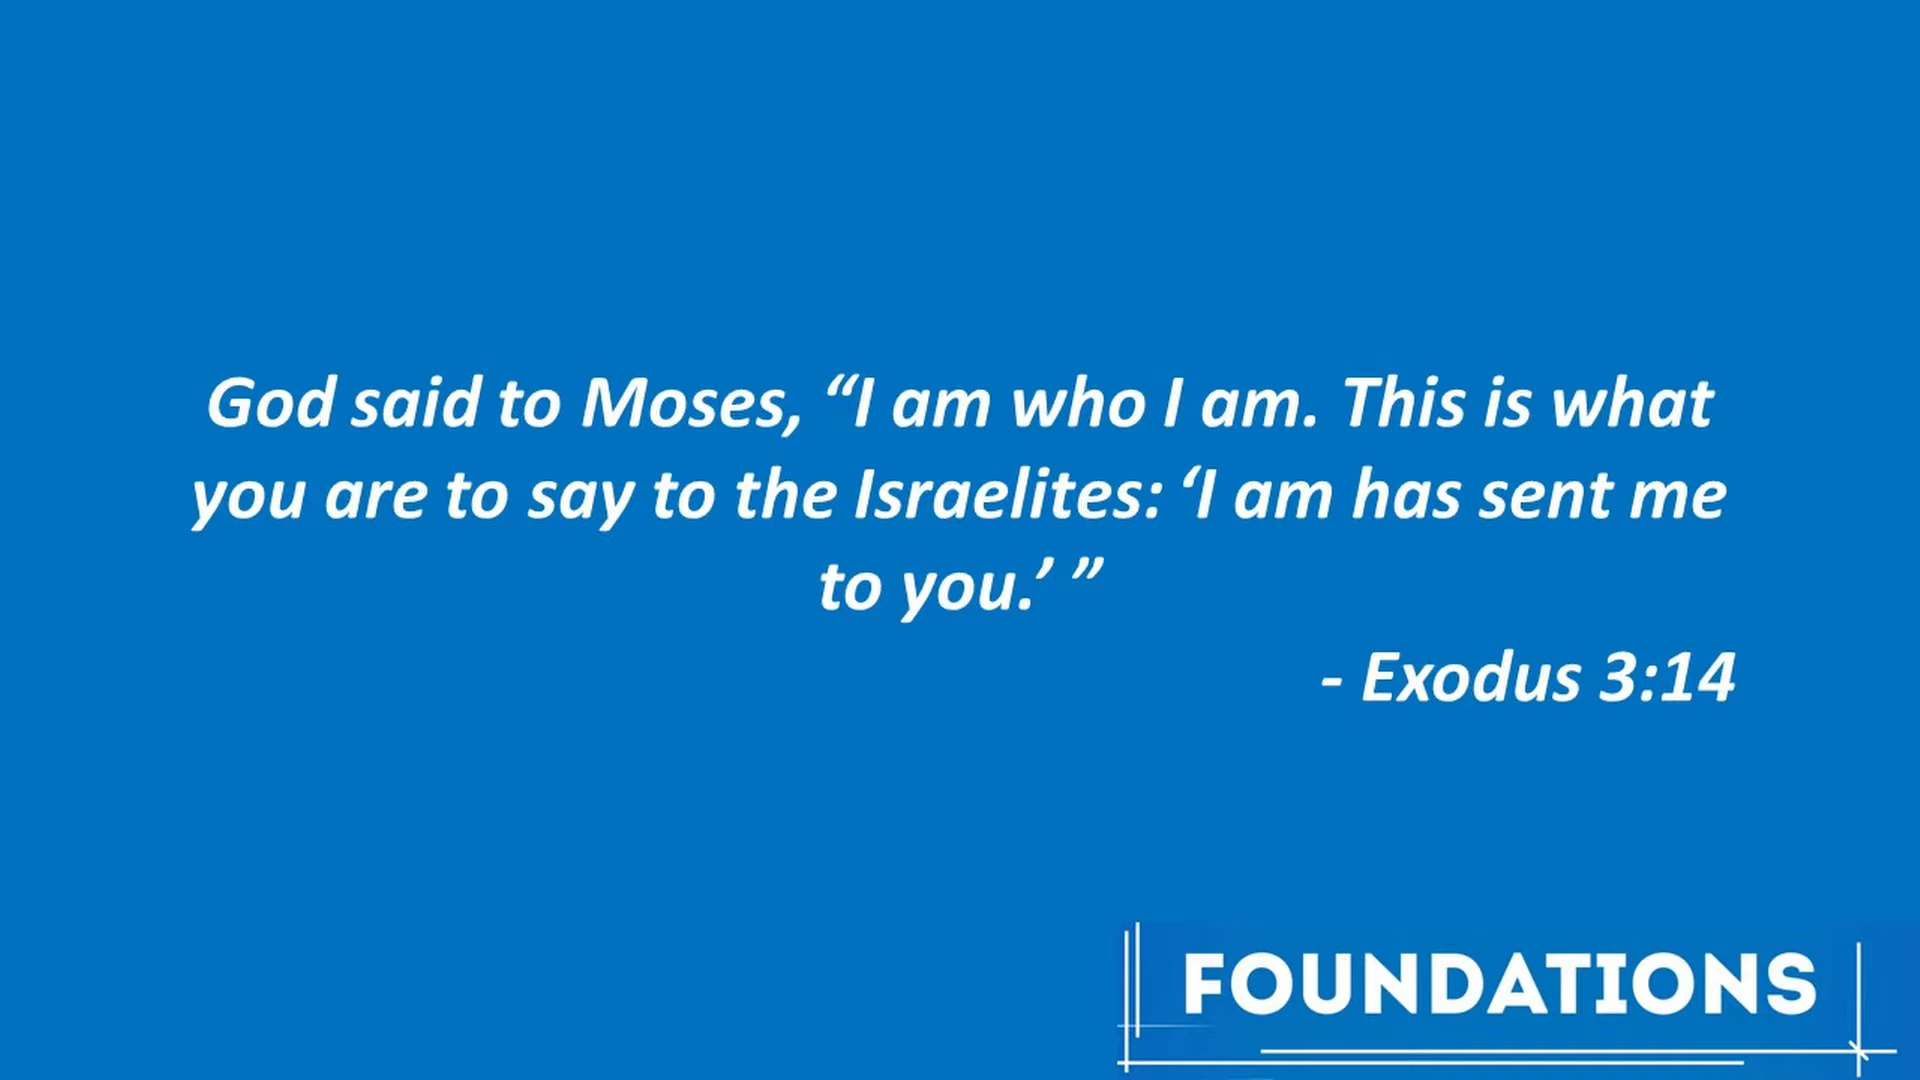 God said to Moses, “I am who I am. This is what
you are to say to the Israelites: ‘I am has sent me
to you.’ ”
- Exodus 3:14
FOUNDATIONS